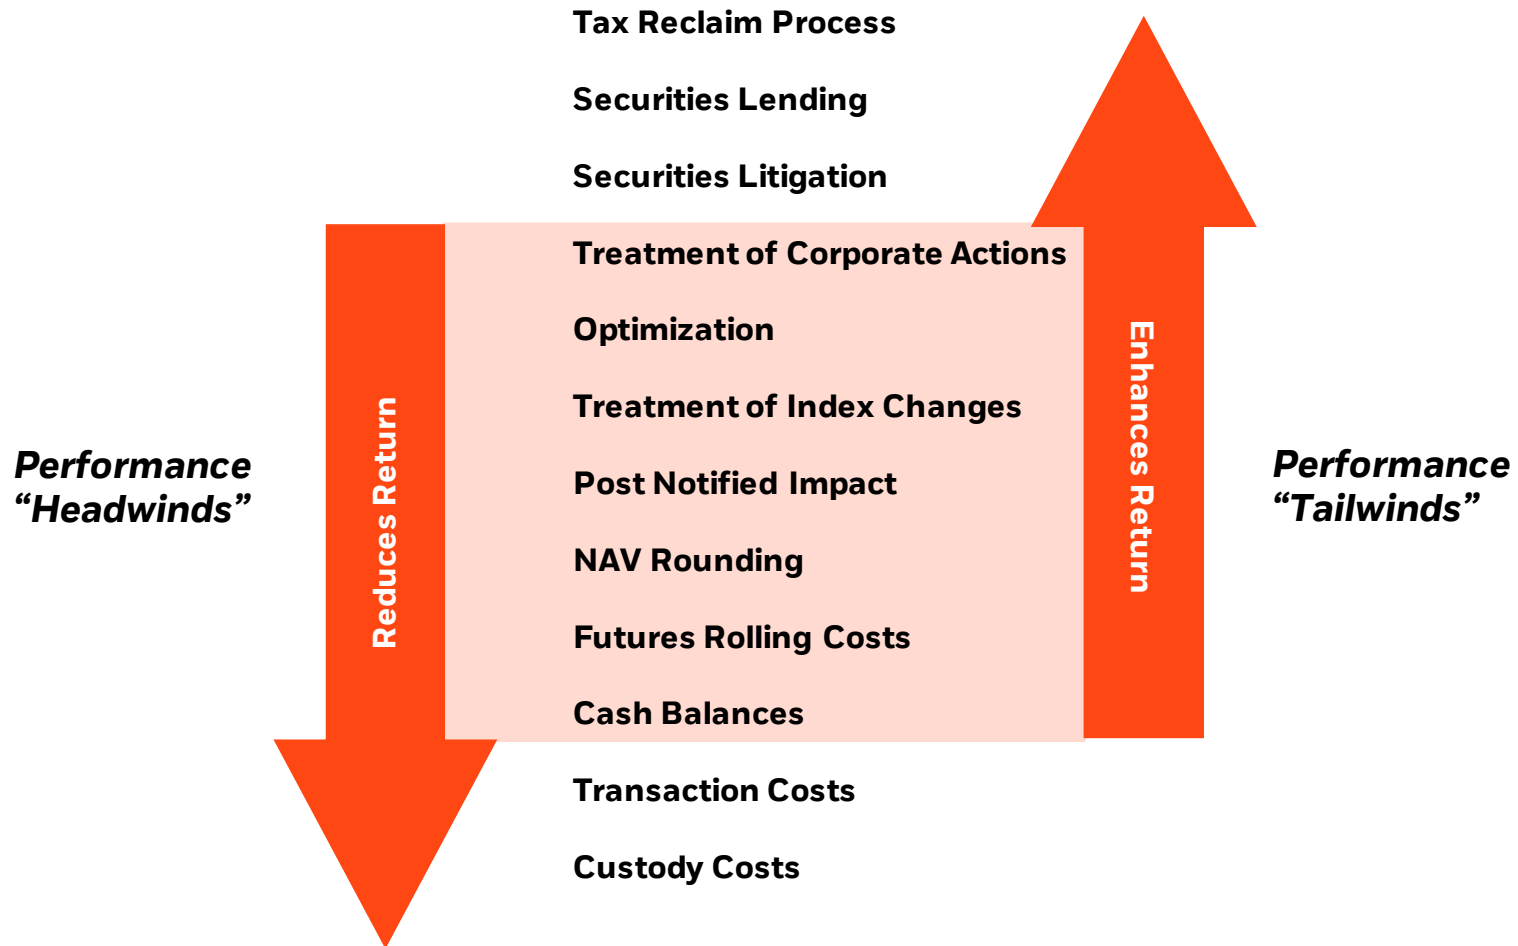 Tax Reclaim Process
Securities Lending
Securities Litigation
Treatment of Corporate Actions
Optimization
Treatment of Index Changes
Post Notified Impact
NAV Rounding
Futures Rolling Costs
Cash Balances
Transaction Costs
Custody Costs
Performance
“Headwinds”
Reduces Return
Enhances Return
Performance
“Tailwinds”